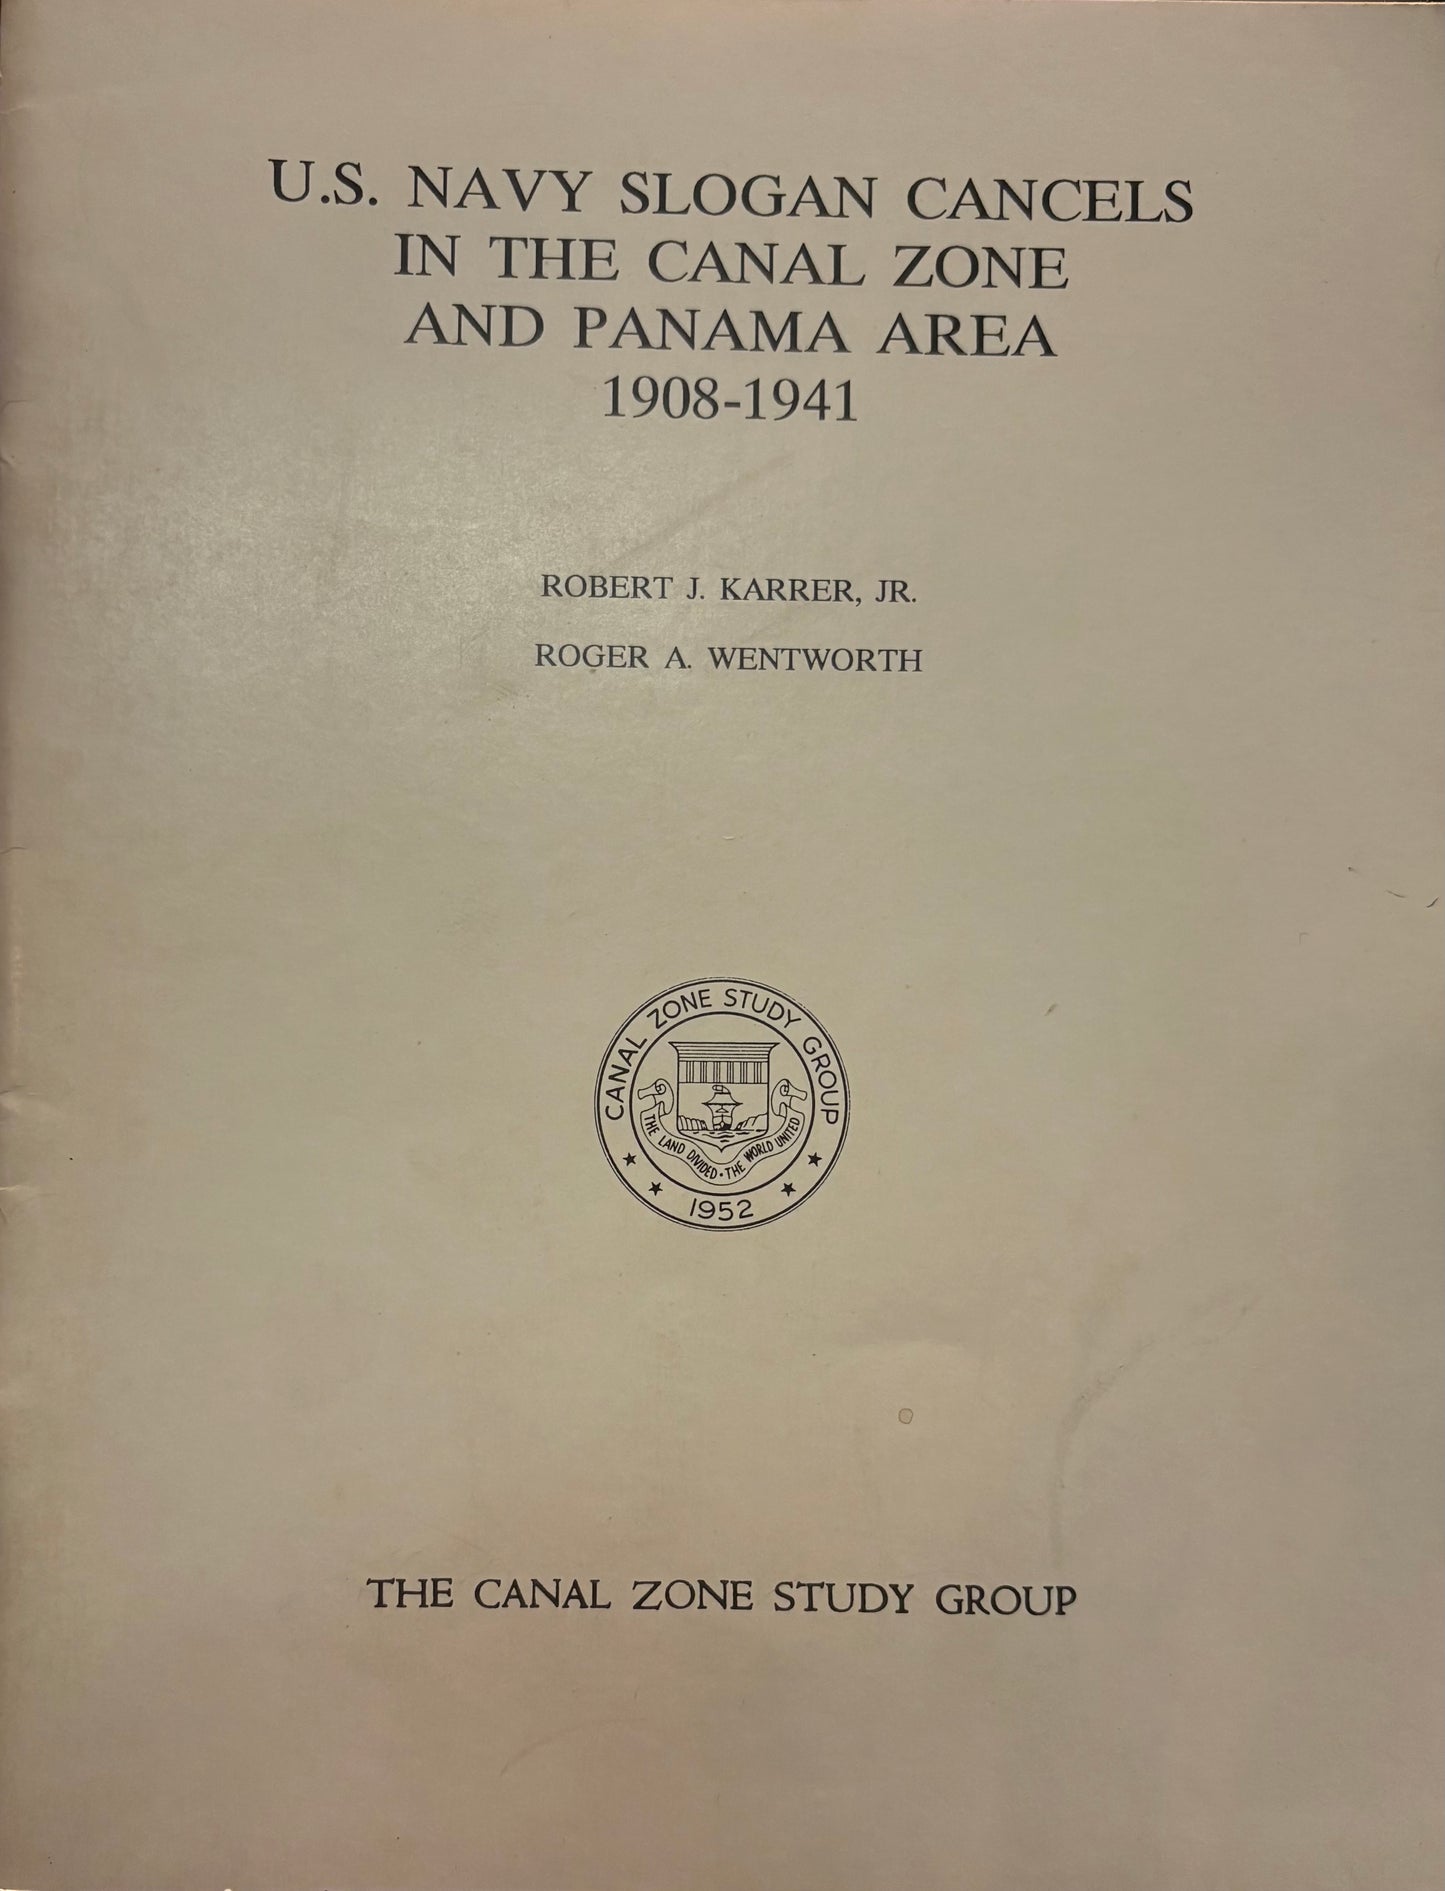 U.S. NAVY SLOGAN CANCELS
IN THE CANAL ZONE
AND PANAMA AREA
1908-1941
ROBERT J. KARRER, JR.
ROGER A. WENTWORTH
CANAL ZONE STUDY GROUP
THE LAND DIVIDED • THE WORLD UNITED
1952
THE CANAL ZONE STUDY GROUP